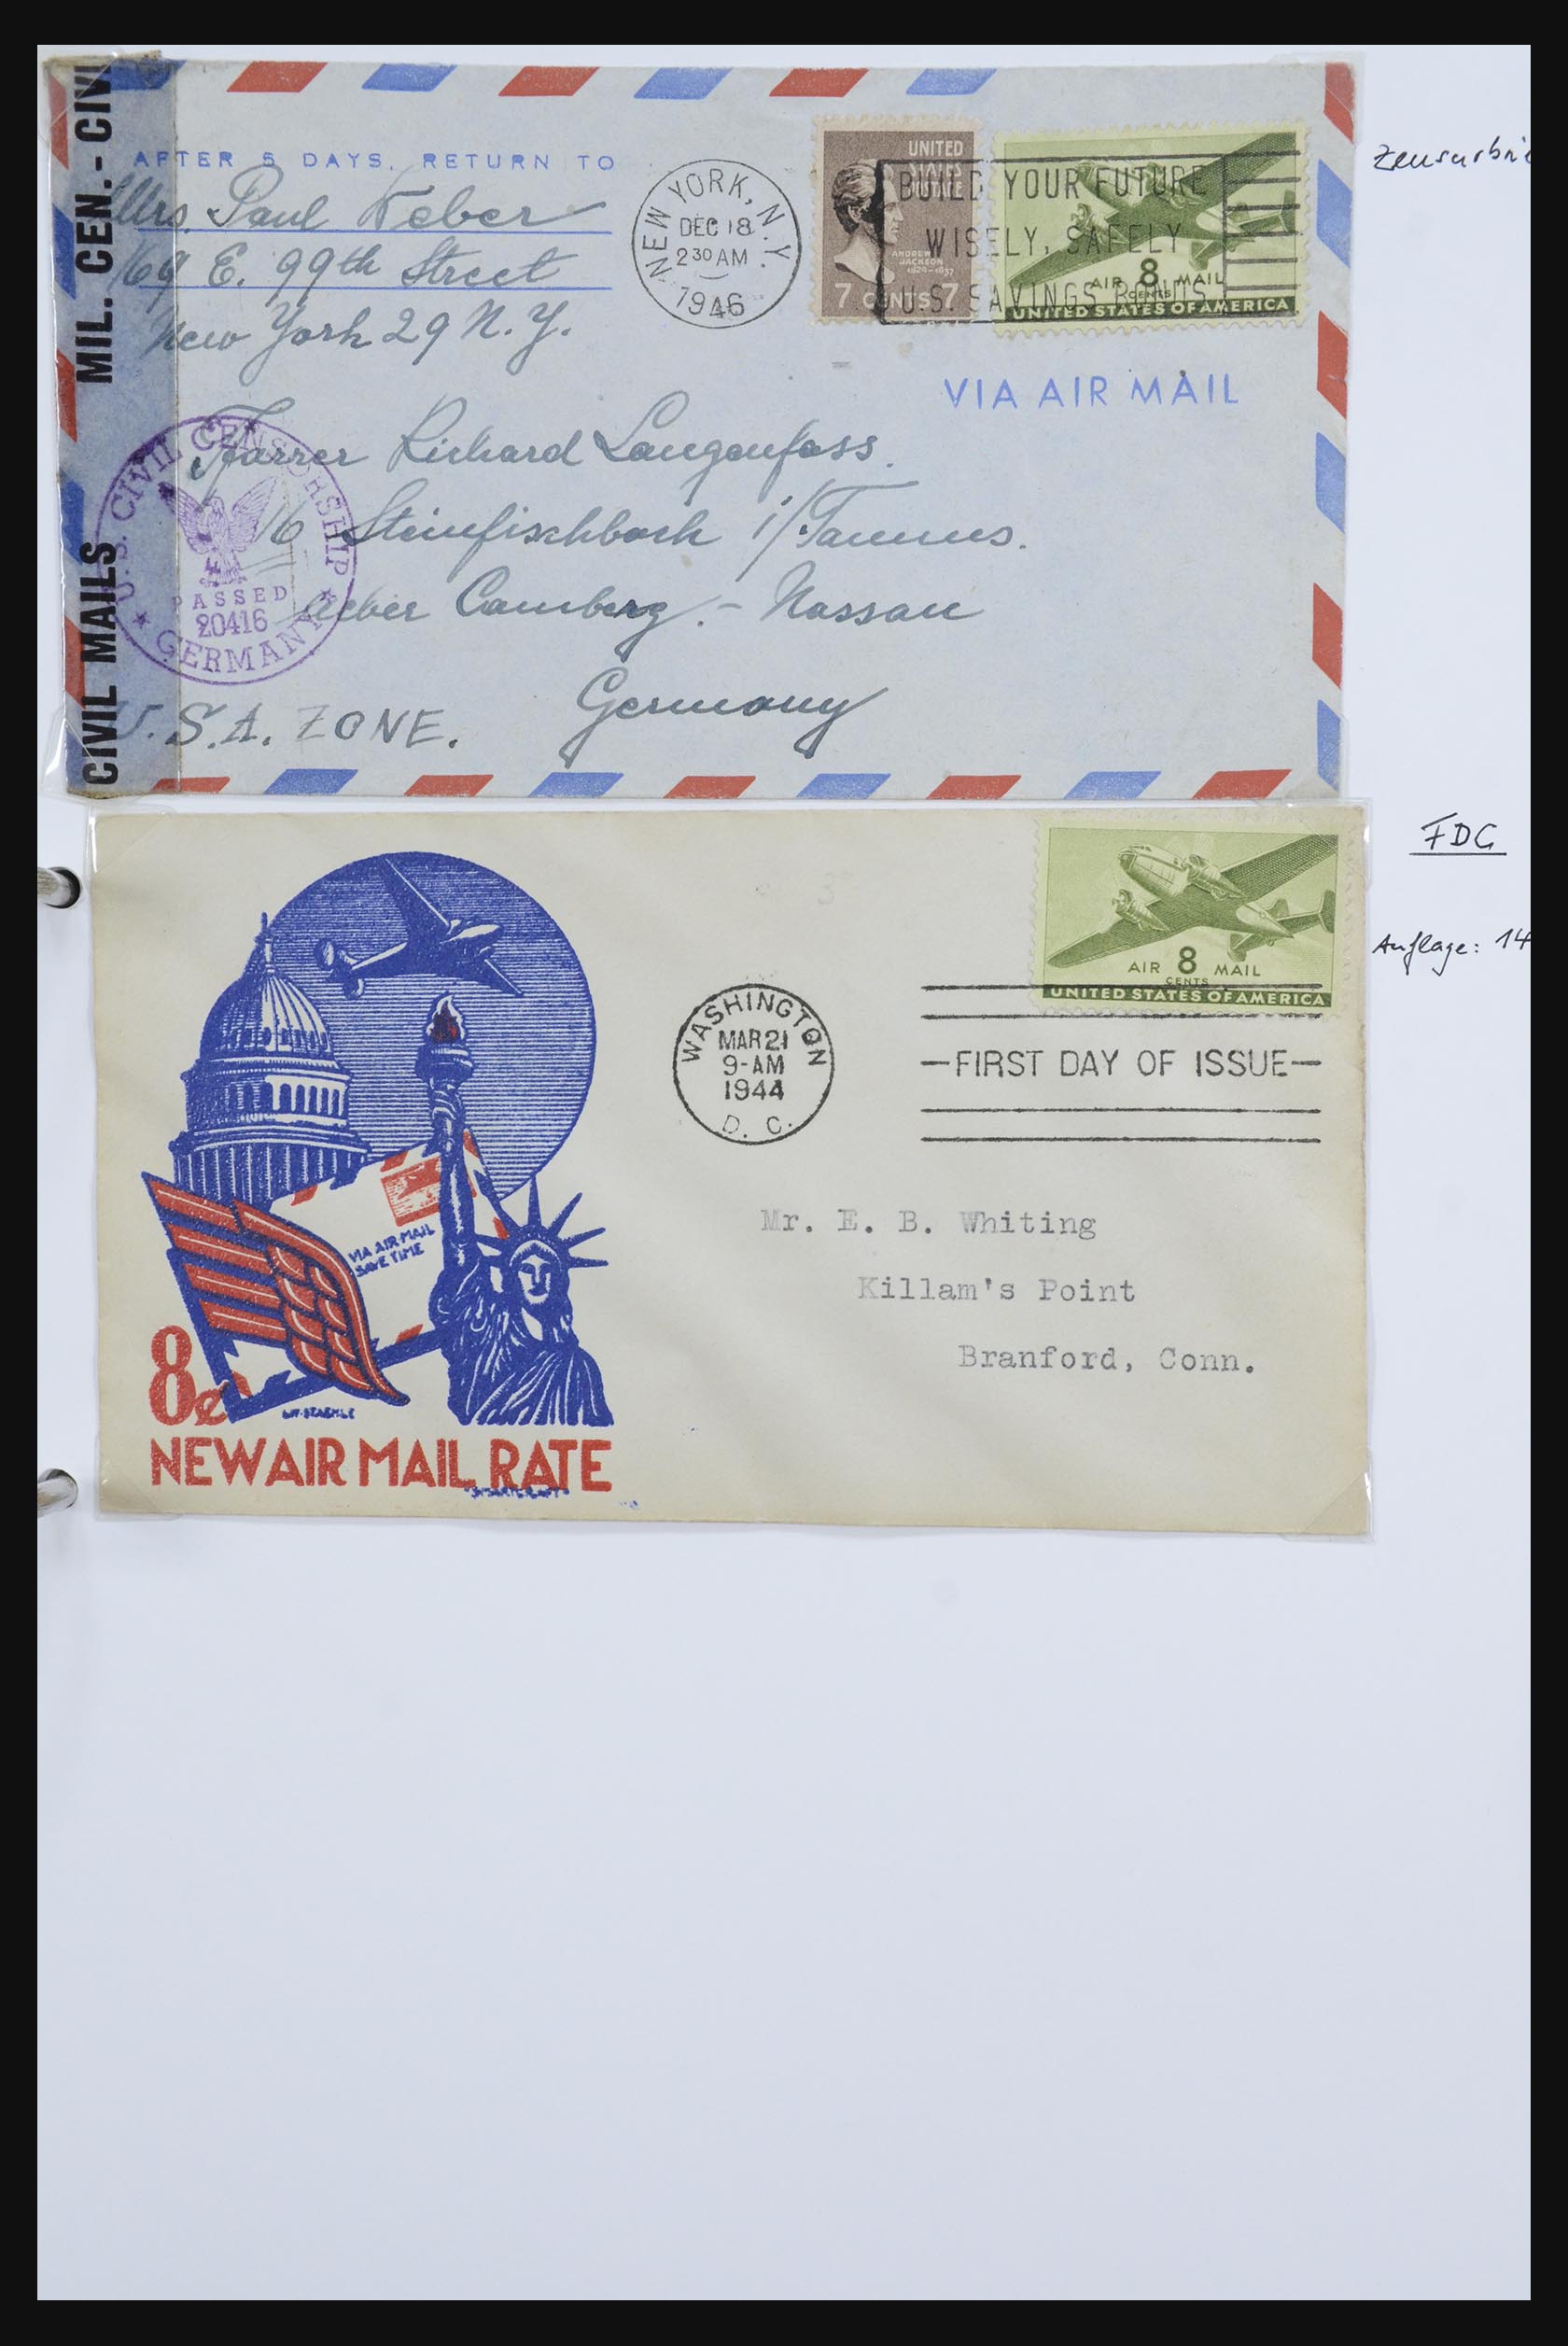 MIL. CEN. - CIVI
CIVIL MAILS
AFTER 5 DAYS, RETURN TO
Mrs. Paul Weber
169 E. 99th Street
New York 29 N. Y.
NEW YORK, N.Y.
DEC 18
2 30 AM
1946
UNITED
STATES
POSTAGE
ANDREW
JACKSON
1829-1837
7 CENTS 7
BUILD YOUR FUTURE
WISELY, SAFELY
U.S. SAVINGS BONDS
AIR 8 MAIL
CENTS
UNITED STATES OF AMERICA
VIA AIR MAIL
Pfarrer Richard Langenfass.
16 Steinfischbach i/Taunus.
ueber Camberg. - Nassau
Germany
U.S.A. ZONE.
U.S. CIVIL CENSORSHIP
PASSED
20416
GERMANY
FDC
Auflage: 14
AIR 8 MAIL
CENTS
UNITED STATES OF AMERICA
WASHINGTON
MAR 21
9-AM
1944
D. C.
FIRST DAY OF ISSUE
Mr. E. B. Whiting
Killam's Point
Branford, Conn.
VIA AIR MAIL
SAVE TIME
8¢
NEW AIR MAIL RATE